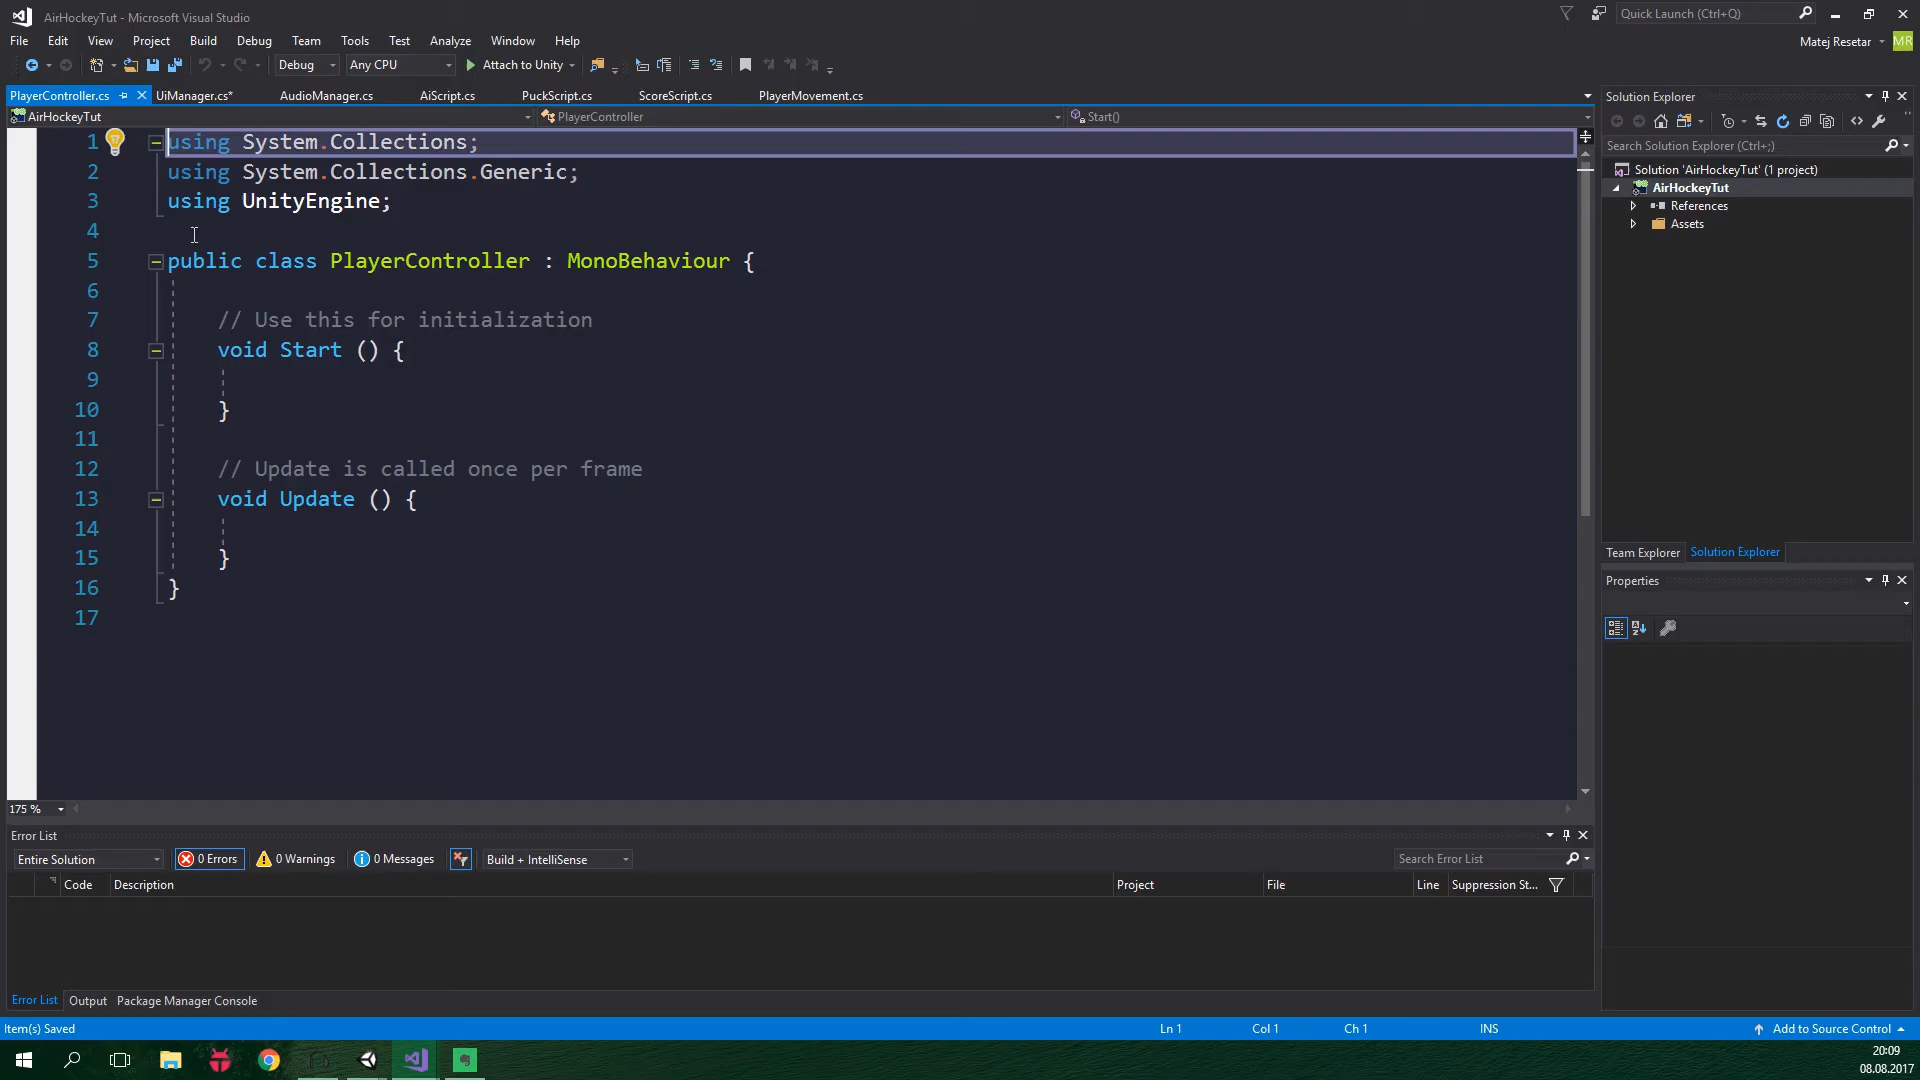 AirHockeyTut - Microsoft Visual Studio
Quick Launch (Ctrl+Q)
File Edit View Project Build Debug Team Tools Test Analyze Window Help
Matej Resetar MR
Debug Any CPU Attach to Unity
PlayerController.cs UiManager.cs* AudioManager.cs AiScript.cs PuckScript.cs ScoreScript.cs PlayerMovement.cs
AirHockeyTut PlayerController Start()
1 using System.Collections;
2 using System.Collections.Generic;
3 using UnityEngine;
4
5 public class PlayerController : MonoBehaviour {
6
7 // Use this for initialization
8 void Start () {
9
10 }
11
12 // Update is called once per frame
13 void Update () {
14
15 }
16 }
17
175 %
Solution Explorer
Search Solution Explorer (Ctrl+;)
Solution 'AirHockeyTut' (1 project)
AirHockeyTut
References
Assets
Team Explorer Solution Explorer
Properties
Error List
Entire Solution 0 Errors 0 Warnings 0 Messages Build + IntelliSense Search Error List
Code Description Project File Line Suppression St...
Error List Output Package Manager Console
Item(s) Saved Ln 1 Col 1 Ch 1 INS Add to Source Control
20:09
08.08.2017